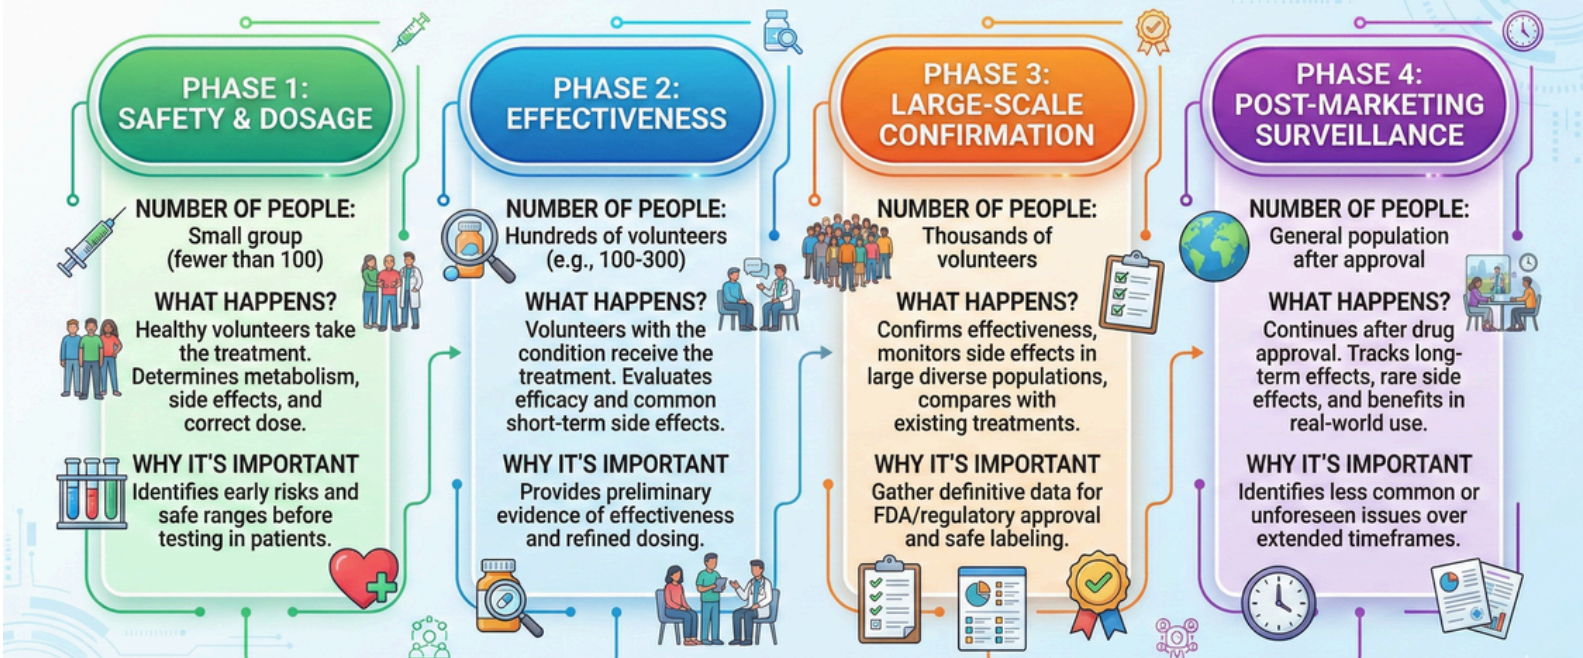 PHASE 1:
SAFETY & DOSAGE
NUMBER OF PEOPLE:
Small group
(fewer than 100)
WHAT HAPPENS?
Healthy volunteers take
the treatment.
Determines metabolism,
side effects, and
correct dose.
WHY IT'S IMPORTANT
Identifies early risks and
safe ranges before
testing in patients.
PHASE 2:
EFFECTIVENESS
NUMBER OF PEOPLE:
Hundreds of volunteers
(e.g., 100-300)
WHAT HAPPENS?
Volunteers with the
condition receive the
treatment. Evaluates
efficacy and common
short-term side effects.
WHY IT'S IMPORTANT
Provides preliminary
evidence of effectiveness
and refined dosing.
PHASE 3:
LARGE-SCALE
CONFIRMATION
NUMBER OF PEOPLE:
Thousands of
volunteers
WHAT HAPPENS?
Confirms effectiveness,
monitors side effects in
large diverse populations,
compares with
existing treatments.
WHY IT'S IMPORTANT
Gather definitive data for
FDA/regulatory approval
and safe labeling.
PHASE 4:
POST-MARKETING
SURVEILLANCE
NUMBER OF PEOPLE:
General population
after approval
WHAT HAPPENS?
Continues after drug
approval. Tracks long-
term effects, rare side
effects, and benefits in
real-world use.
WHY IT'S IMPORTANT
Identifies less common or
unforeseen issues over
extended timeframes.